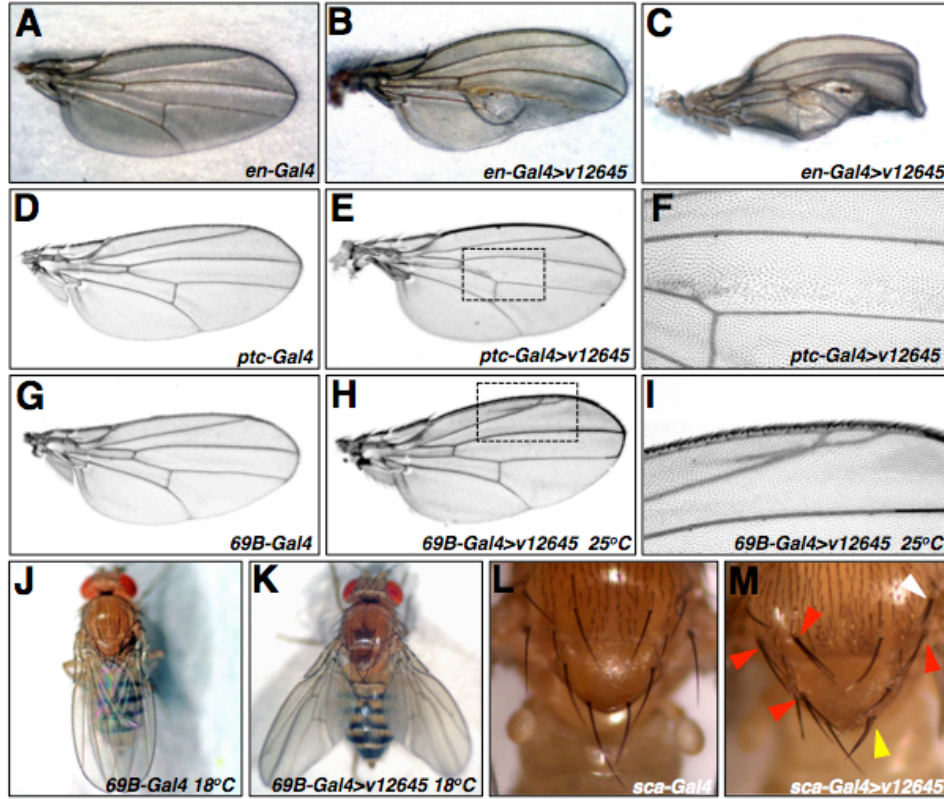 A
en-Gal4
B
en-Gal4>v12645
C
en-Gal4>v12645
D
ptc-Gal4
E
ptc-Gal4>v12645
F
ptc-Gal4>v12645
G
69B-Gal4
H
69B-Gal4>v12645 25°C
I
69B-Gal4>v12645 25°C
J
69B-Gal4 18°C
K
69B-Gal4>v12645 18°C
L
sca-Gal4
M
sca-Gal4>v12645